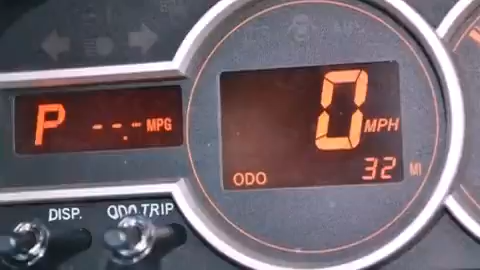 P --.- MPG
0 MPH
ODO 32 MI
DISP. ODO TRIP